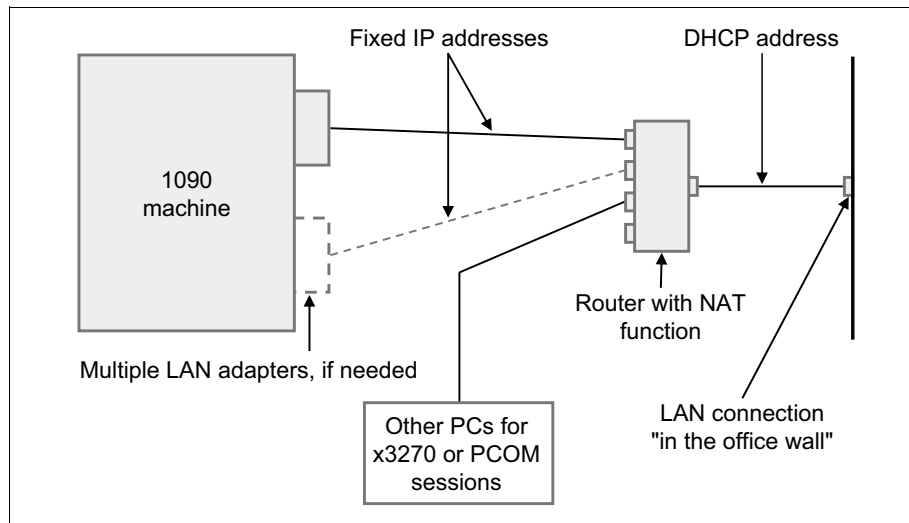 Fixed IP addresses
DHCP address
1090
machine
Router with NAT
function
Multiple LAN adapters, if needed
Other PCs for
x3270 or PCOM
sessions
LAN connection
"in the office wall"